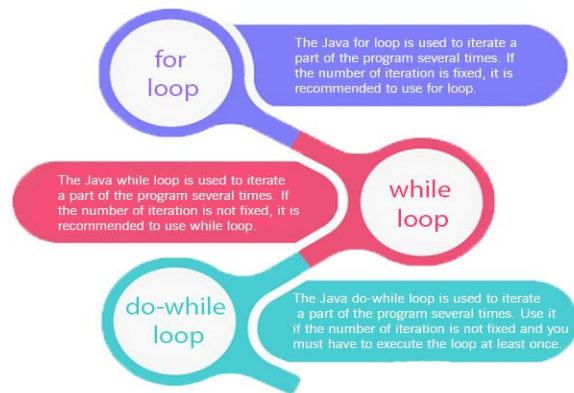 for
loop
The Java for loop is used to iterate a
part of the program several times. If
the number of iteration is fixed, it is
recommended to use for loop.
The Java while loop is used to iterate
a part of the program several times. If
the number of iteration is not fixed, it is
recommended to use while loop.
while
loop
do-while
loop
The Java do-while loop is used to iterate
a part of the program several times. Use it
if the number of iteration is not fixed and you
must have to execute the loop at least once.